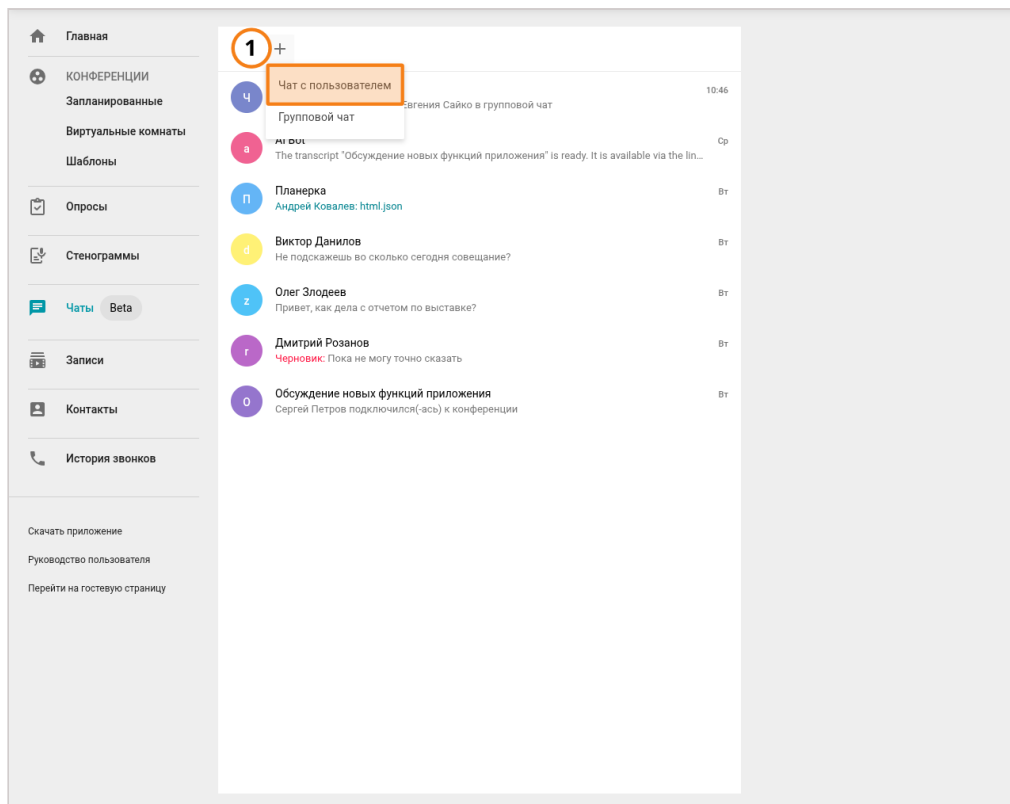 Главная
КОНФЕРЕНЦИИ
Запланированные
Виртуальные комнаты
Шаблоны
Опросы
Стенограммы
Чаты Beta
Записи
Контакты
История звонков
Скачать приложение
Руководство пользователя
Перейти на гостевую страницу
1 +
Чат с пользователем
Групповой чат
Ч 10:46
Евгения Сайко в групповой чат
a AI Bot Ср
The transcript "Обсуждение новых функций приложения" is ready. It is available via the lin...
П Планерка Вт
Андрей Ковалев: html.json
d Виктор Данилов Вт
Не подскажешь во сколько сегодня совещание?
z Олег Злодеев Вт
Привет, как дела с отчетом по выставке?
r Дмитрий Розанов Вт
Черновик: Пока не могу точно сказать
О Обсуждение новых функций приложения Вт
Сергей Петров подключился(-ась) к конференции